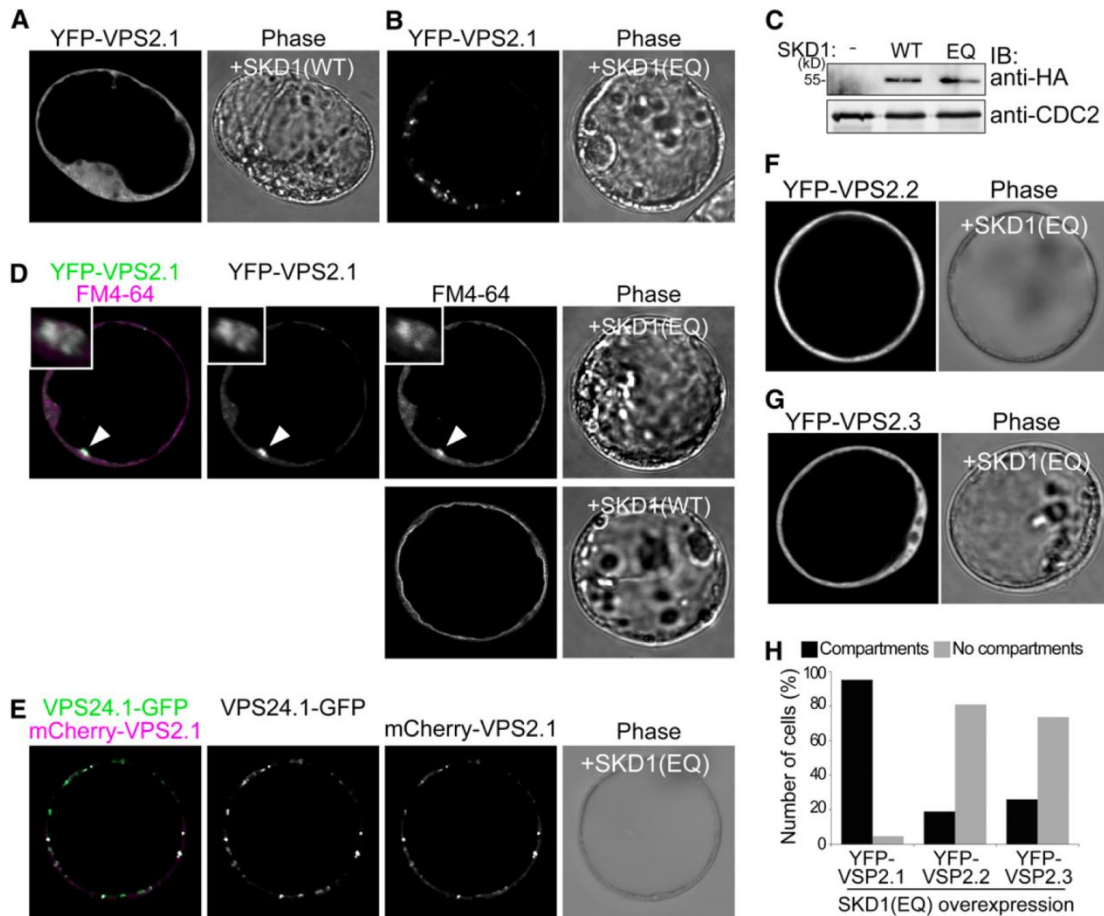 A
YFP-VPS2.1
Phase
+SKD1(WT)
B
YFP-VPS2.1
Phase
+SKD1(EQ)
C
SKD1: - WT EQ IB:
(kD)
55-
anti-HA
anti-CDC2
D
YFP-VPS2.1
FM4-64
YFP-VPS2.1
FM4-64
Phase
+SKD1(EQ)
+SKD1(WT)
E
VPS24.1-GFP
mCherry-VPS2.1
VPS24.1-GFP
mCherry-VPS2.1
Phase
+SKD1(EQ)
F
YFP-VPS2.2
Phase
+SKD1(EQ)
G
YFP-VPS2.3
Phase
+SKD1(EQ)
H
Compartments
No compartments
Number of cells (%)
100
80
60
40
20
0
YFP-
VSP2.1
YFP-
VSP2.2
YFP-
VSP2.3
SKD1(EQ) overexpression